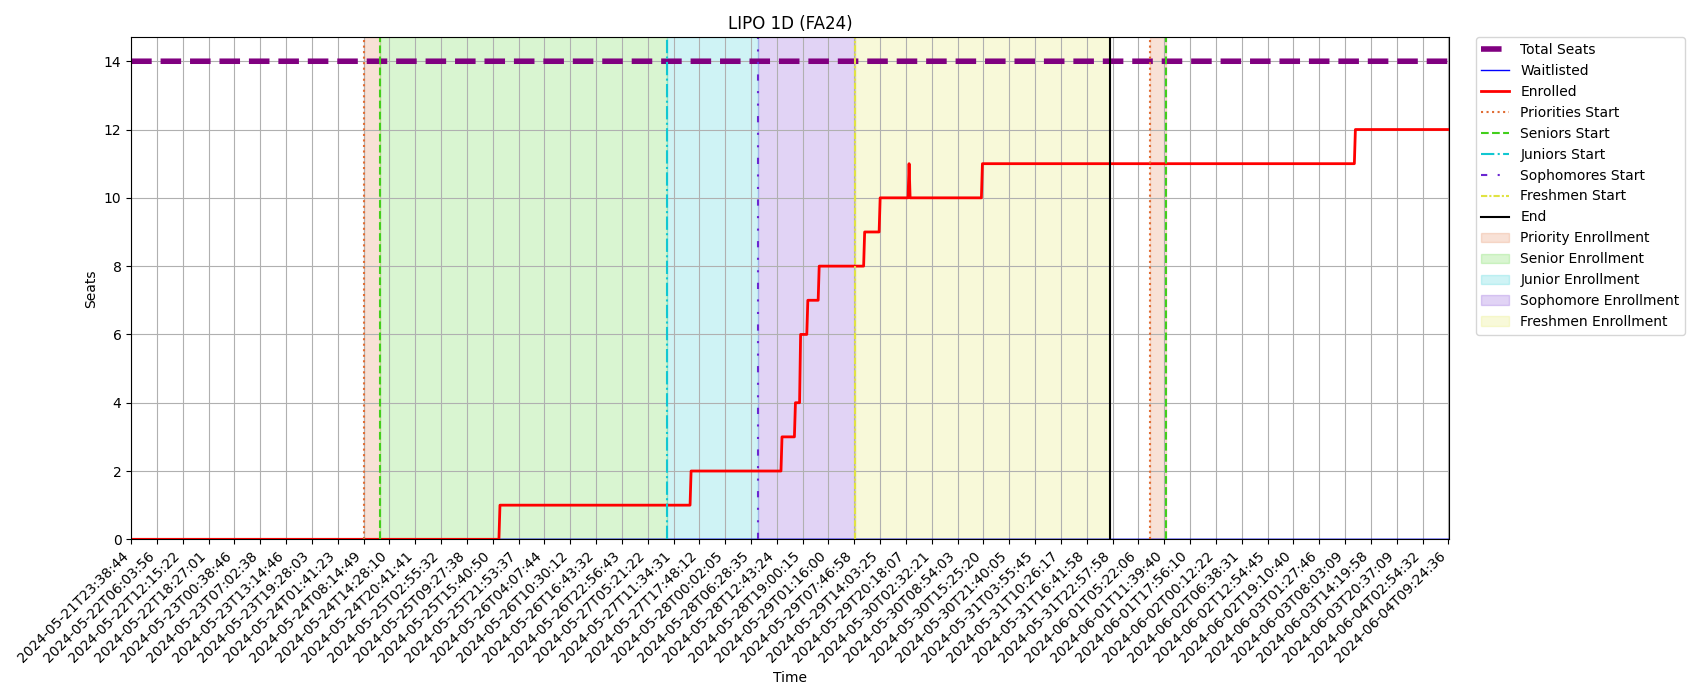 LIPO 1D (FA24)
Seats
14
12
10
8
6
4
2
0
2024-05-21T23:38:44
2024-05-22T06:03:56
2024-05-22T12:15:22
2024-05-22T18:27:01
2024-05-23T00:38:46
2024-05-23T07:02:38
2024-05-23T13:14:46
2024-05-23T19:28:03
2024-05-24T01:41:23
2024-05-24T08:14:49
2024-05-24T14:28:10
2024-05-24T20:41:41
2024-05-25T02:55:32
2024-05-25T09:27:38
2024-05-25T15:40:50
2024-05-25T21:53:37
2024-05-26T04:07:44
2024-05-26T10:30:12
2024-05-26T16:43:32
2024-05-26T22:56:43
2024-05-27T05:21:22
2024-05-27T11:34:31
2024-05-27T17:48:12
2024-05-28T00:02:05
2024-05-28T06:28:35
2024-05-28T12:43:24
2024-05-28T19:00:15
2024-05-29T01:16:00
2024-05-29T07:46:58
2024-05-29T14:03:25
2024-05-29T20:18:07
2024-05-30T02:32:21
2024-05-30T08:54:03
2024-05-30T15:25:20
2024-05-30T21:40:05
2024-05-31T03:55:45
2024-05-31T10:26:17
2024-05-31T16:41:58
2024-05-31T22:57:58
2024-06-01T05:22:06
2024-06-01T11:39:40
2024-06-01T17:56:10
2024-06-02T00:12:22
2024-06-02T06:38:31
2024-06-02T12:54:45
2024-06-02T19:10:40
2024-06-03T01:27:46
2024-06-03T08:03:09
2024-06-03T14:19:58
2024-06-03T20:37:09
2024-06-04T02:54:32
2024-06-04T09:24:36
Time
Total Seats
Waitlisted
Enrolled
Priorities Start
Seniors Start
Juniors Start
Sophomores Start
Freshmen Start
End
Priority Enrollment
Senior Enrollment
Junior Enrollment
Sophomore Enrollment
Freshmen Enrollment